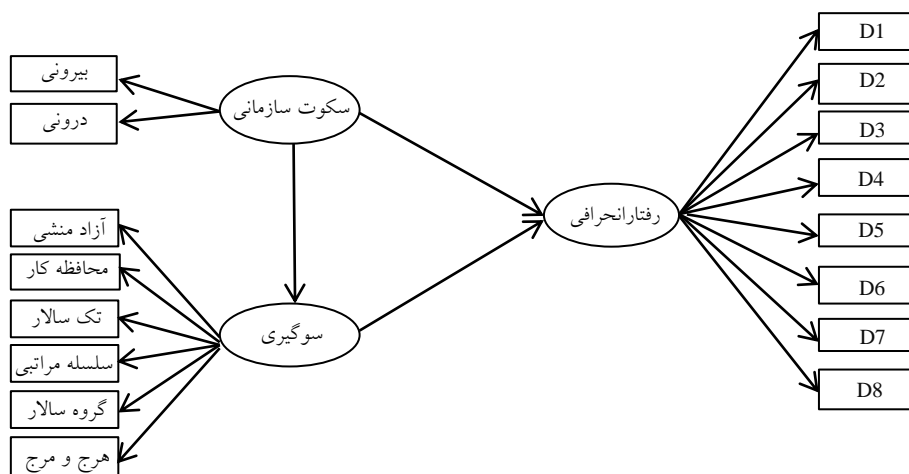 بیرونی
درونی
سکوت سازمانی
آزاد منشی
محافظه کار
تک سالار
سلسله مراتبی
گروه سالار
هرج و مرج
سوگیری
رفتارانحرافی
D1
D2
D3
D4
D5
D6
D7
D8